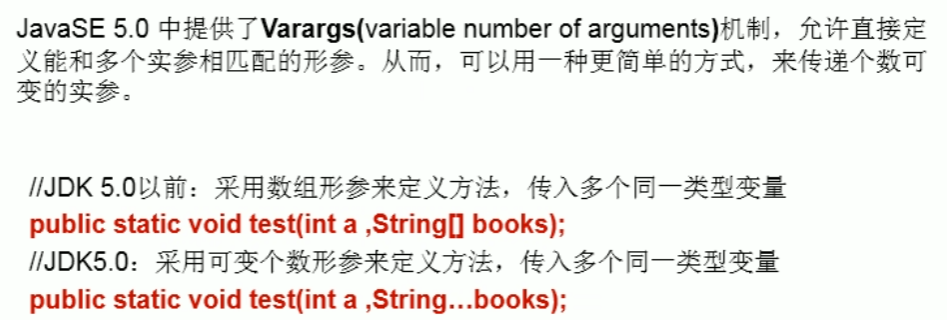 JavaSE 5.0 中提供了Varargs(variable number of arguments)机制，允许直接定
义能和多个实参相匹配的形参。从而，可以用一种更简单的方式，来传递个数可
变的实参。
//JDK 5.0以前：采用数组形参来定义方法，传入多个同一类型变量
public static void test(int a ,String[] books);
//JDK5.0：采用可变个数形参来定义方法，传入多个同一类型变量
public static void test(int a ,String…books);